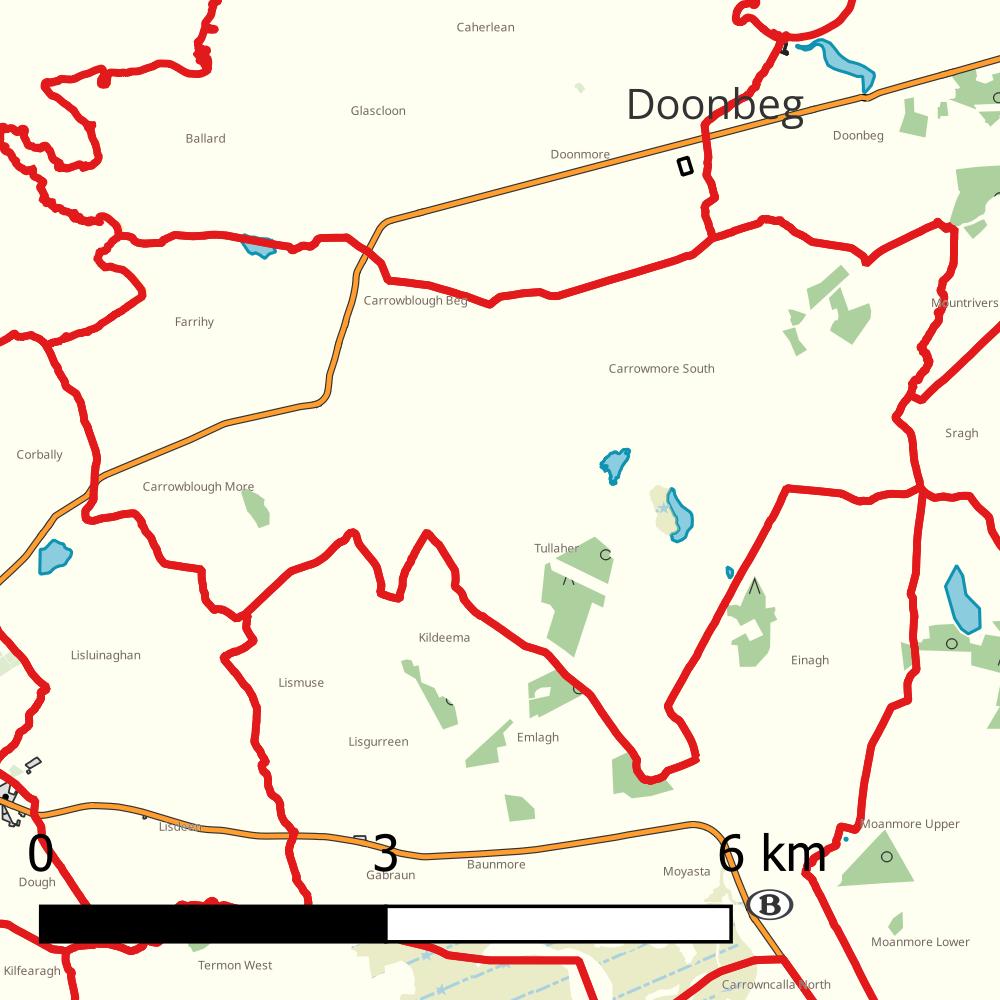 Caherlean
Doonbeg
Glascloon
Ballard
Doonbeg
Doonmore
Carrowblough Beg
Mountrivers
Farrihy
Carrowmore South
Sragh
Corbally
Carrowblough More
Tullaher
Kildeema
Lisluinaghan
Einagh
Lismuse
Emlagh
Lisgurreen
Lisdeen
Moanmore Upper
0 3 6 km
Baunmore
Moyasta
Gabraun
Dough
B
Moanmore Lower
Termon West
Kilfearagh
Carrowncalla North